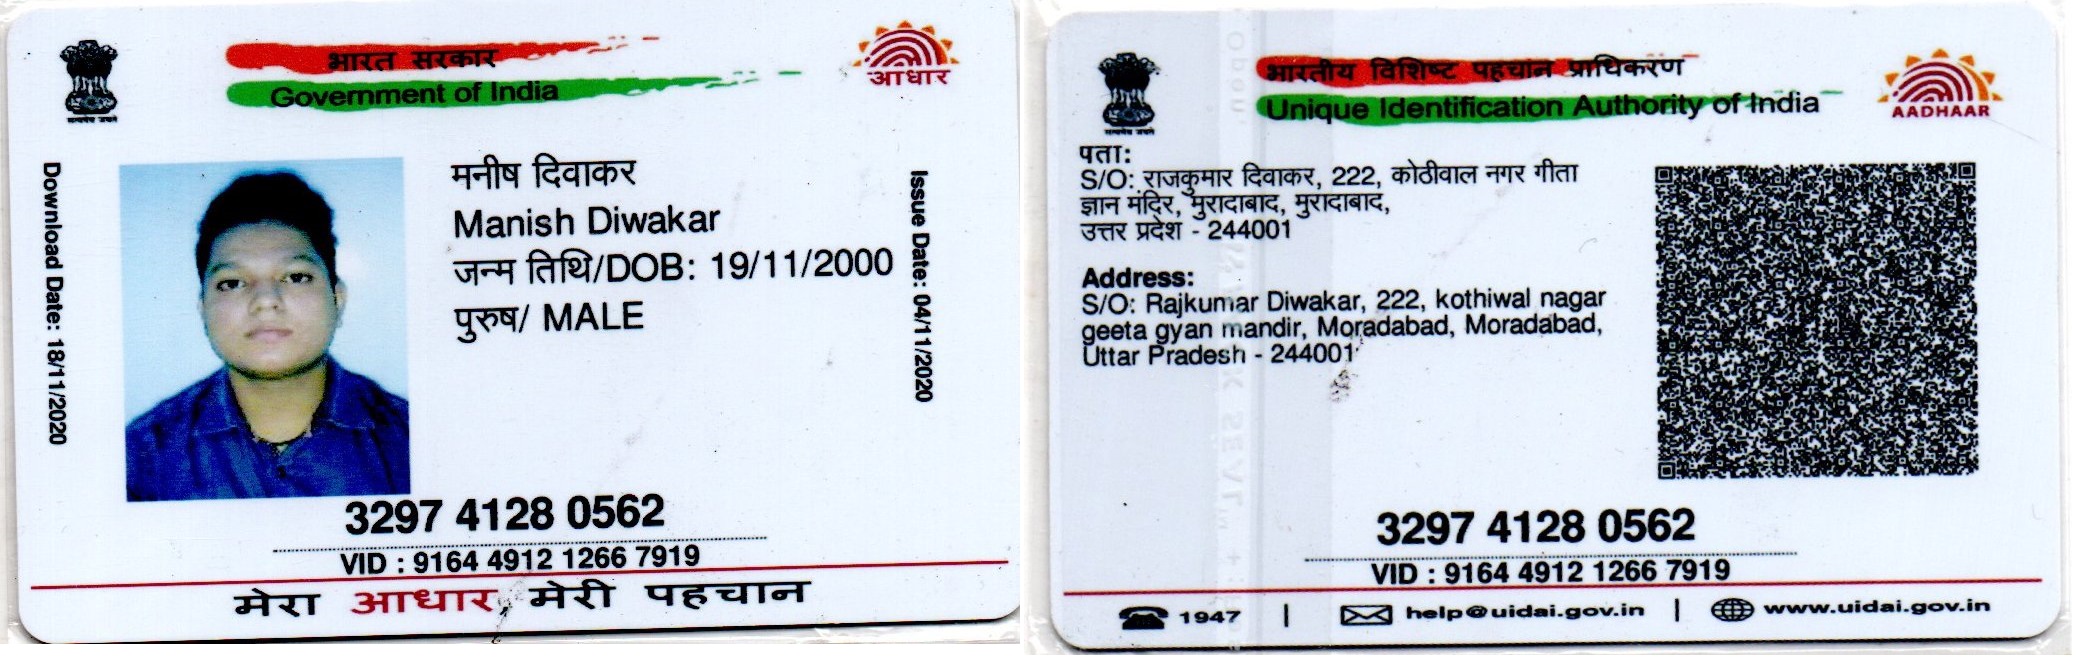 भारत सरकार
Government of India
आधार
Download Date: 18/11/2020
मनीष दिवाकर
Manish Diwakar
जन्म तिथि/DOB: 19/11/2000
पुरुष/ MALE
Issue Date: 04/11/2020
3297 4128 0562
VID : 9164 4912 1266 7919
मेरा आधार, मेरी पहचान
भारतीय विशिष्ट पहचान प्राधिकरण
Unique Identification Authority of India
AADHAAR
पता:
S/O: राजकुमार दिवाकर, 222, कोठीवाल नगर गीता
ज्ञान मंदिर, मुरादाबाद, मुरादाबाद,
उत्तर प्रदेश - 244001
Address:
S/O: Rajkumar Diwakar, 222, kothiwal nagar
geeta gyan mandir, Moradabad, Moradabad,
Uttar Pradesh - 244001
3297 4128 0562
VID : 9164 4912 1266 7919
1947 | help@uidai.gov.in | www.uidai.gov.in